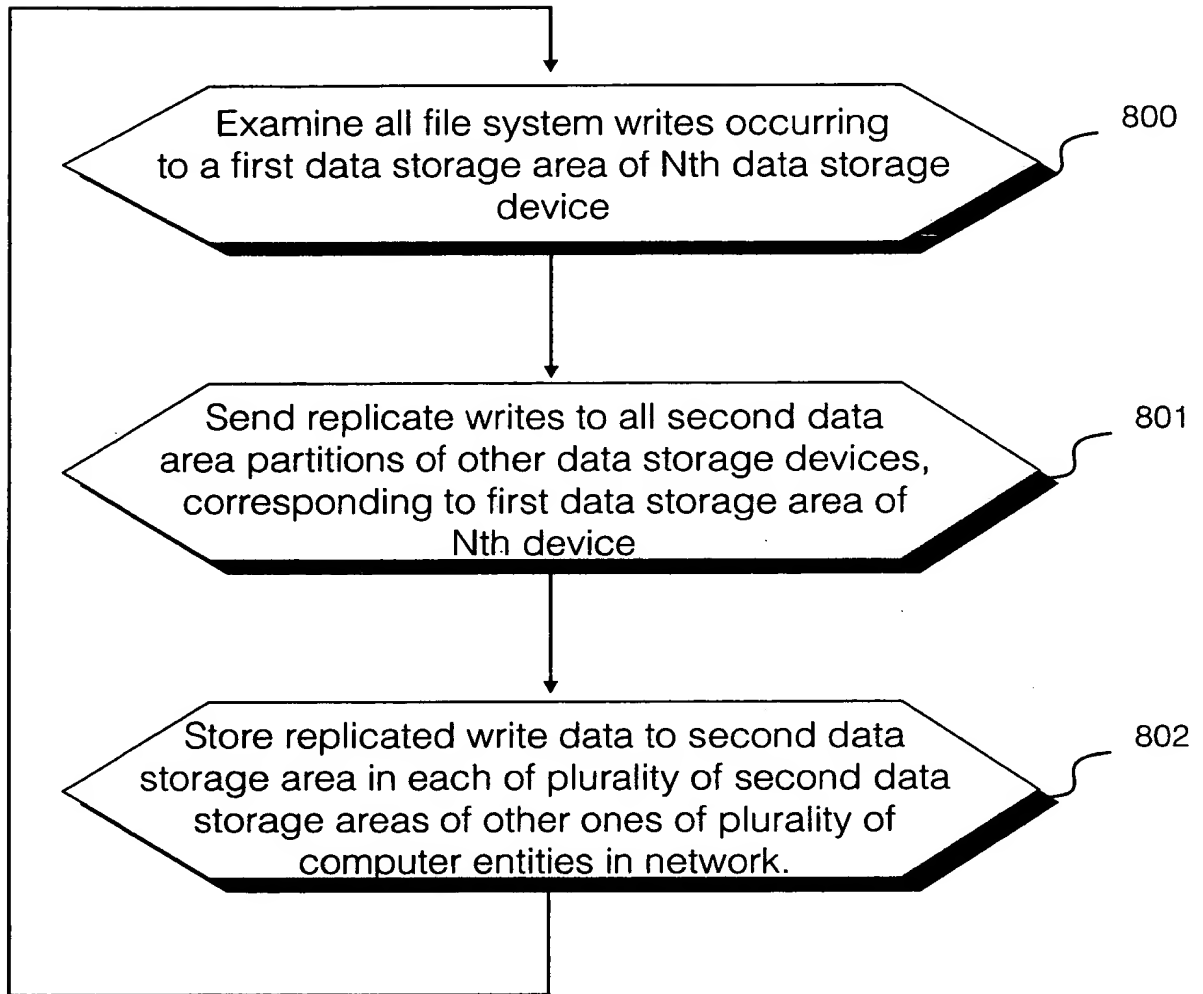 Examine all file system writes occurring
to a first data storage area of Nth data storage
device
800
Send replicate writes to all second data
area partitions of other data storage devices,
corresponding to first data storage area of
Nth device
801
Store replicated write data to second data
storage area in each of plurality of second data
storage areas of other ones of plurality of
computer entities in network.
802